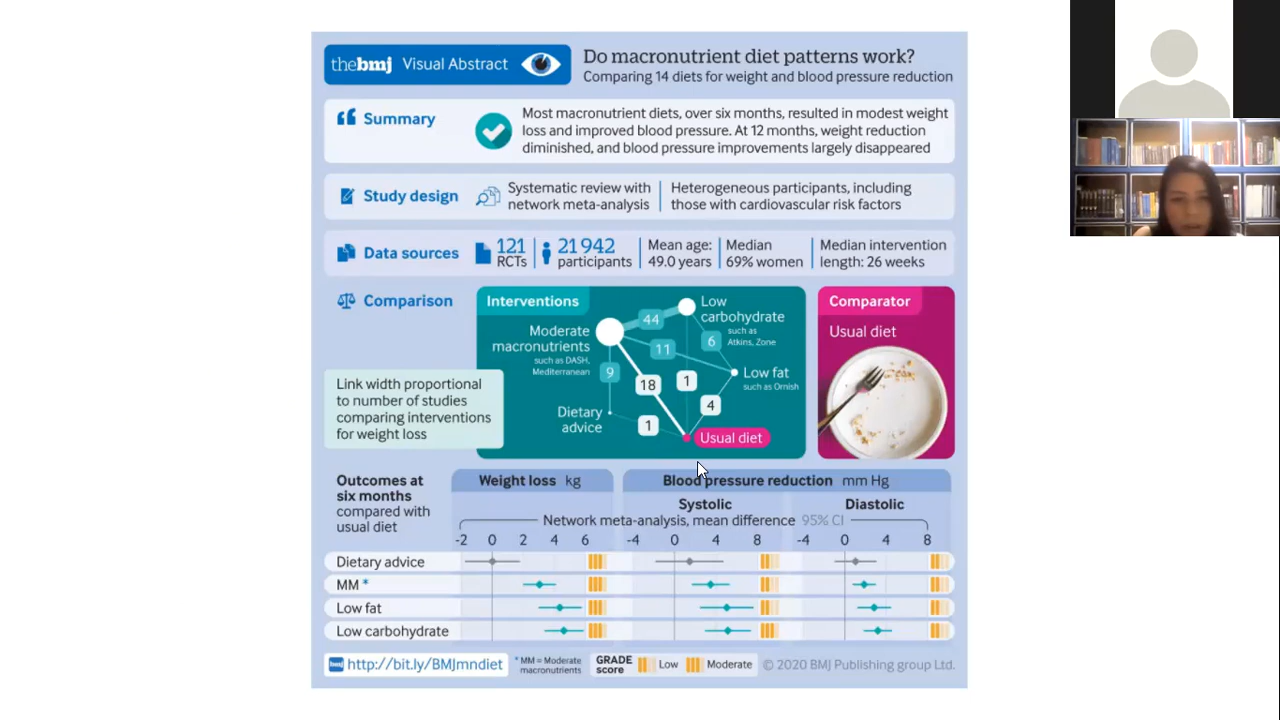 thebmj Visual Abstract
Do macronutrient diet patterns work?
Comparing 14 diets for weight and blood pressure reduction
Summary
Most macronutrient diets, over six months, resulted in modest weight
loss and improved blood pressure. At 12 months, weight reduction
diminished, and blood pressure improvements largely disappeared
Study design
Systematic review with
network meta-analysis
Heterogeneous participants, including
those with cardiovascular risk factors
Data sources
121
RCTs
21 942
participants
Mean age:
49.0 years
Median
69% women
Median intervention
length: 26 weeks
Comparison
Link width proportional
to number of studies
comparing interventions
for weight loss
Interventions
Moderate
macronutrients
such as DASH,
Mediterranean
44
Low
carbohydrate
such as
Atkins, Zone
11
6
9
18
1
Low fat
such as Ornish
4
Dietary
advice
1
Usual diet
Comparator
Usual diet
Outcomes at
six months
compared with
usual diet
Weight loss kg
Blood pressure reduction mm Hg
Systolic
Diastolic
Network meta-analysis, mean difference 95% CI
-2 0 2 4 6 -4 0 4 8 -4 0 4 8
Dietary advice
MM *
Low fat
Low carbohydrate
bmj http://bit.ly/BMJmndiet
* MM = Moderate
macronutrients
GRADE
score
Low
Moderate
© 2020 BMJ Publishing group Ltd.